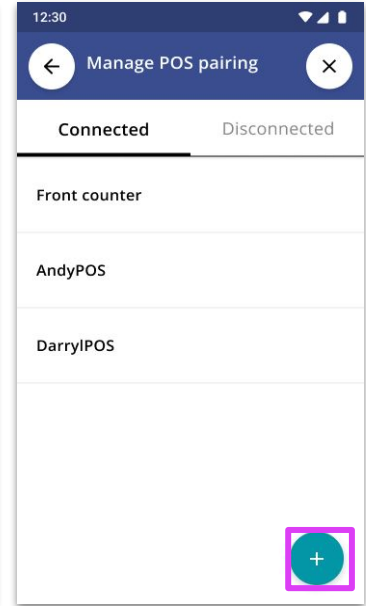 12:30
Manage POS pairing
Connected Disconnected
Front counter
AndyPOS
DarrylPOS
+